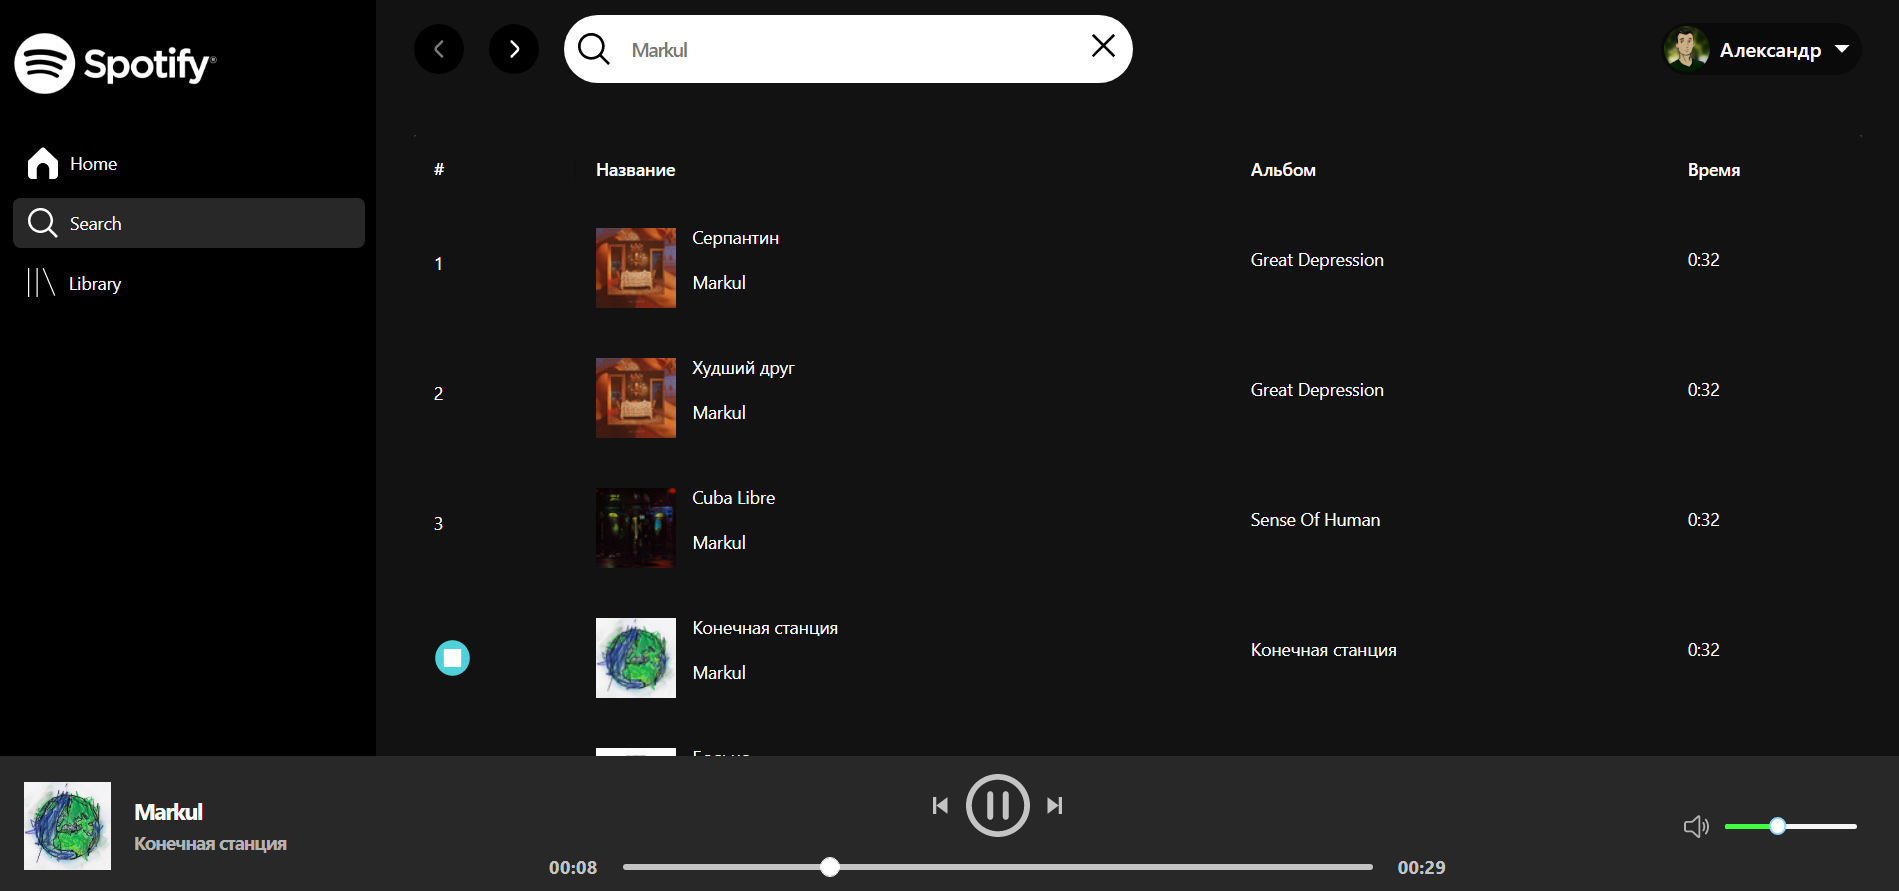 Spotify®
Home
Search
Library
Markul
Александр
# Название Альбом Время
1 Серпантин Great Depression 0:32
Markul
2 Худший друг Great Depression 0:32
Markul
3 Cuba Libre Sense Of Human 0:32
Markul
Конечная станция Конечная станция 0:32
Markul
Markul
Конечная станция
00:08 00:29